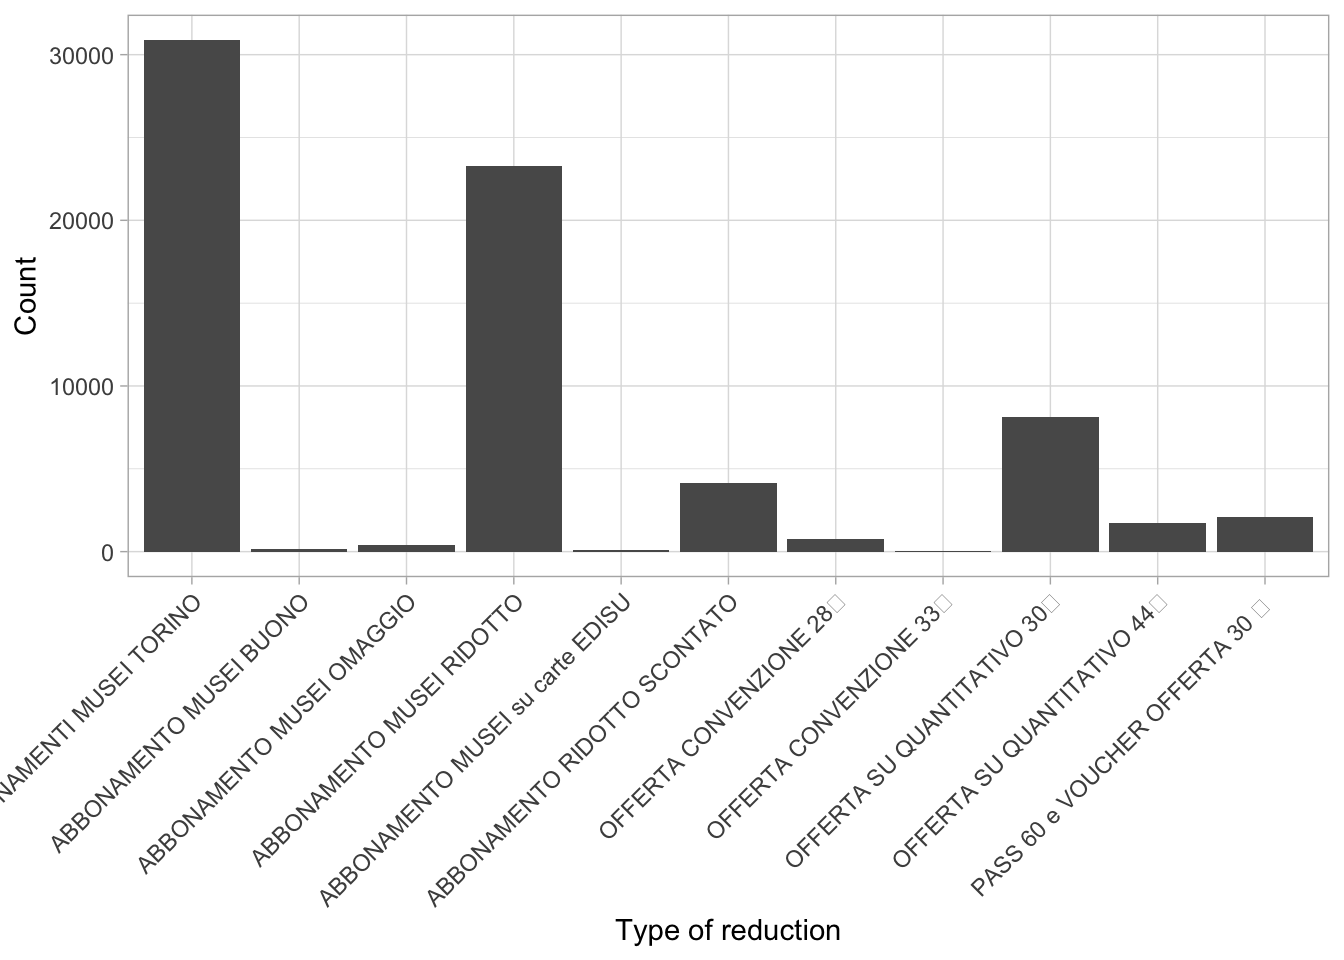 Count
30000
20000
10000
0
NAMENTI MUSEI TORINO
ABBONAMENTO MUSEI BUONO
ABBONAMENTO MUSEI OMAGGIO
ABBONAMENTO MUSEI RIDOTTO
ABBONAMENTO MUSEI su carte EDISU
ABBONAMENTO RIDOTTO SCONTATO
OFFERTA CONVENZIONE 28□
OFFERTA CONVENZIONE 33□
OFFERTA SU QUANTITATIVO 30□
OFFERTA SU QUANTITATIVO 44□
PASS 60 e VOUCHER OFFERTA 30 □
Type of reduction